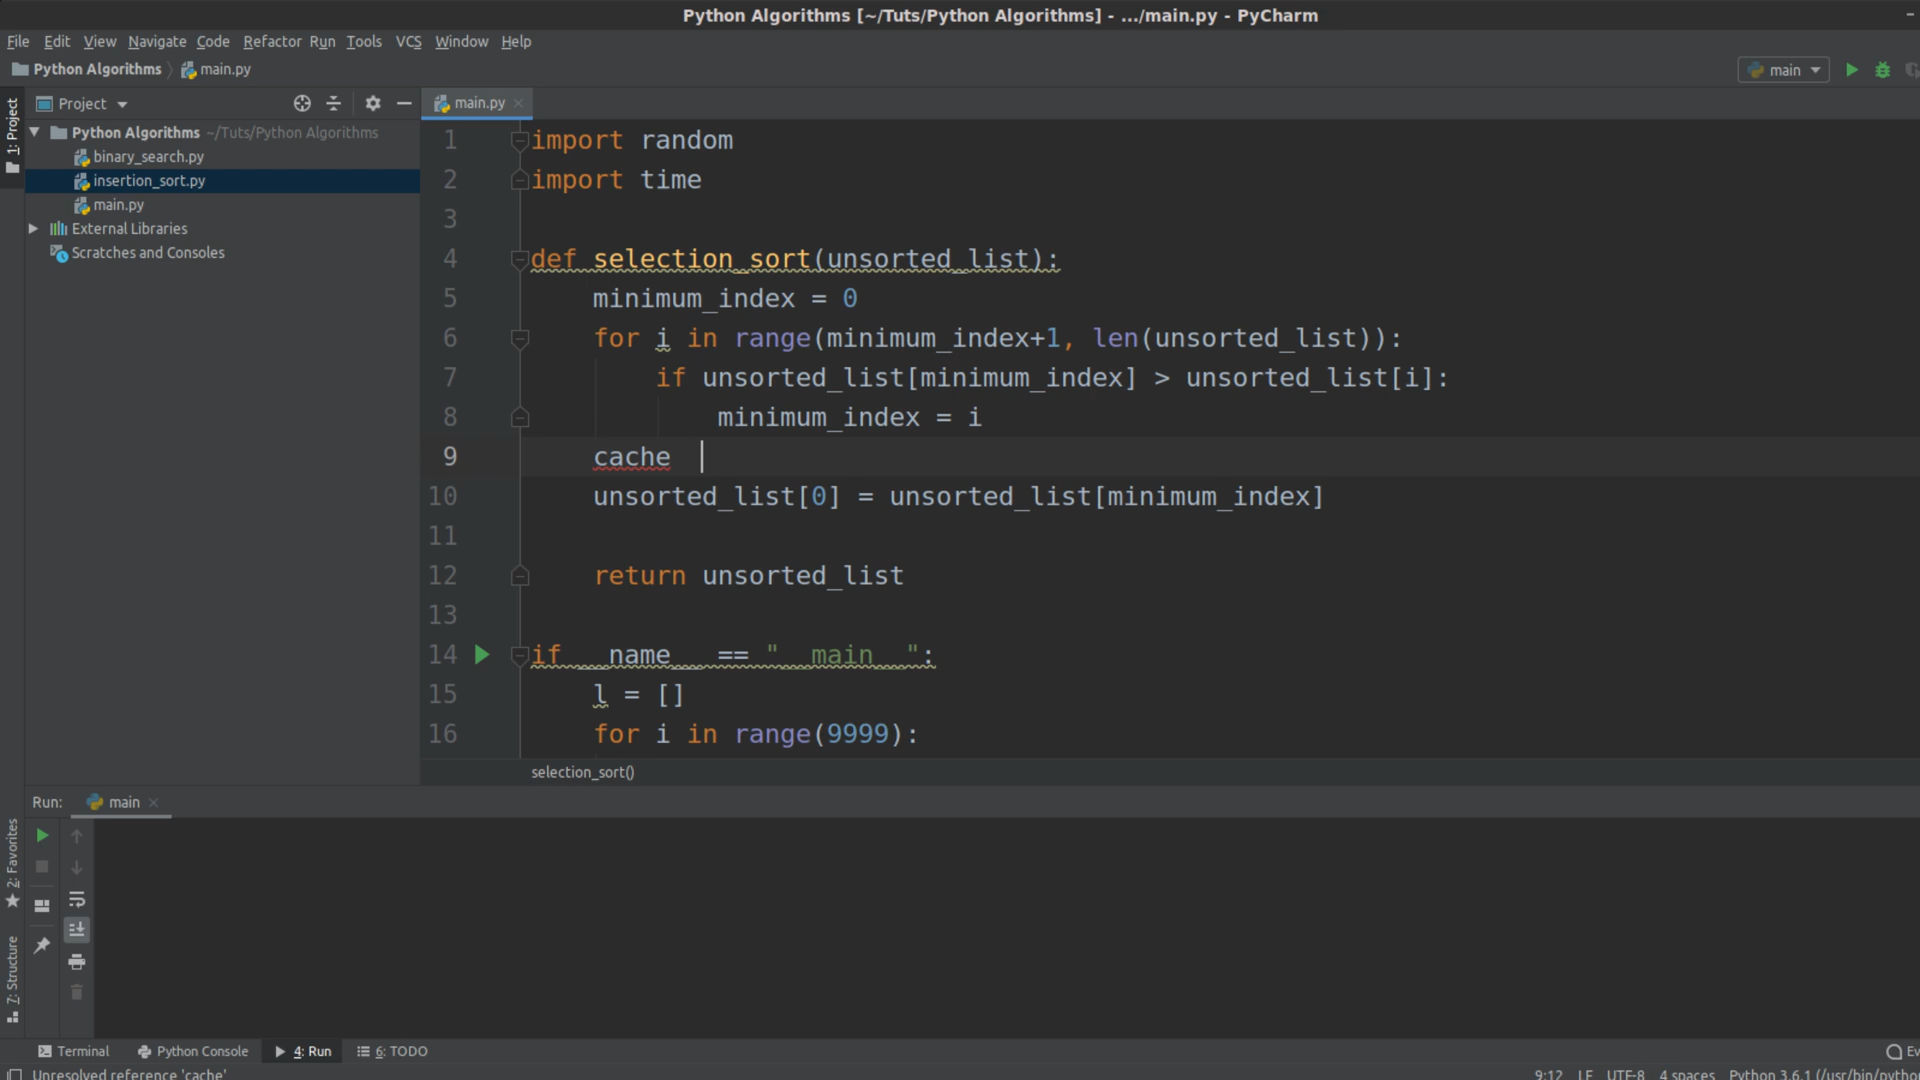 Python Algorithms [~/Tuts/Python Algorithms] - .../main.py - PyCharm
File Edit View Navigate Code Refactor Run Tools VCS Window Help
Python Algorithms main.py
main
1: Project
Project
main.py
Python Algorithms ~/Tuts/Python Algorithms
binary_search.py
insertion_sort.py
main.py
External Libraries
Scratches and Consoles
1 import random
2 import time
3
4 def selection_sort(unsorted_list):
5 minimum_index = 0
6 for i in range(minimum_index+1, len(unsorted_list)):
7 if unsorted_list[minimum_index] > unsorted_list[i]:
8 minimum_index = i
9 cache
10 unsorted_list[0] = unsorted_list[minimum_index]
11
12 return unsorted_list
13
14 if __name__ == "__main__":
15 l = []
16 for i in range(9999):
selection_sort()
Run: main
2: Favorites
7: Structure
Terminal Python Console 4: Run 6: TODO Ev
Unresolved reference 'cache' 9:12 LF UTF-8 4 spaces Python 3.6.1 (/usr/bin/python